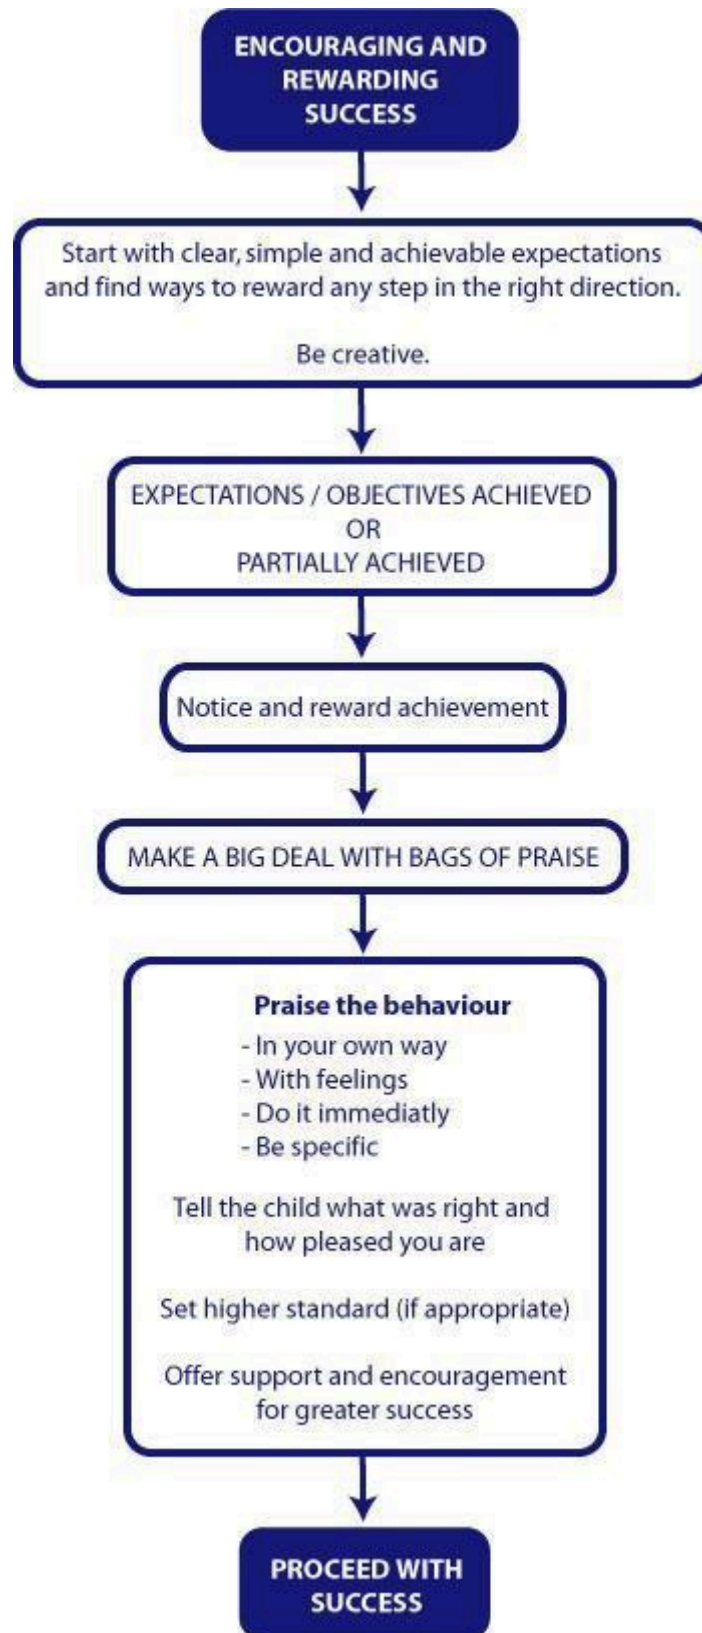 ENCOURAGING AND
REWARDING
SUCCESS
Start with clear, simple and achievable expectations
and find ways to reward any step in the right direction.
Be creative.
EXPECTATIONS / OBJECTIVES ACHIEVED
OR
PARTIALLY ACHIEVED
Notice and reward achievement
MAKE A BIG DEAL WITH BAGS OF PRAISE
Praise the behaviour
- In your own way
- With feelings
- Do it immediatly
- Be specific
Tell the child what was right and
how pleased you are
Set higher standard (if appropriate)
Offer support and encouragement
for greater success
PROCEED WITH
SUCCESS